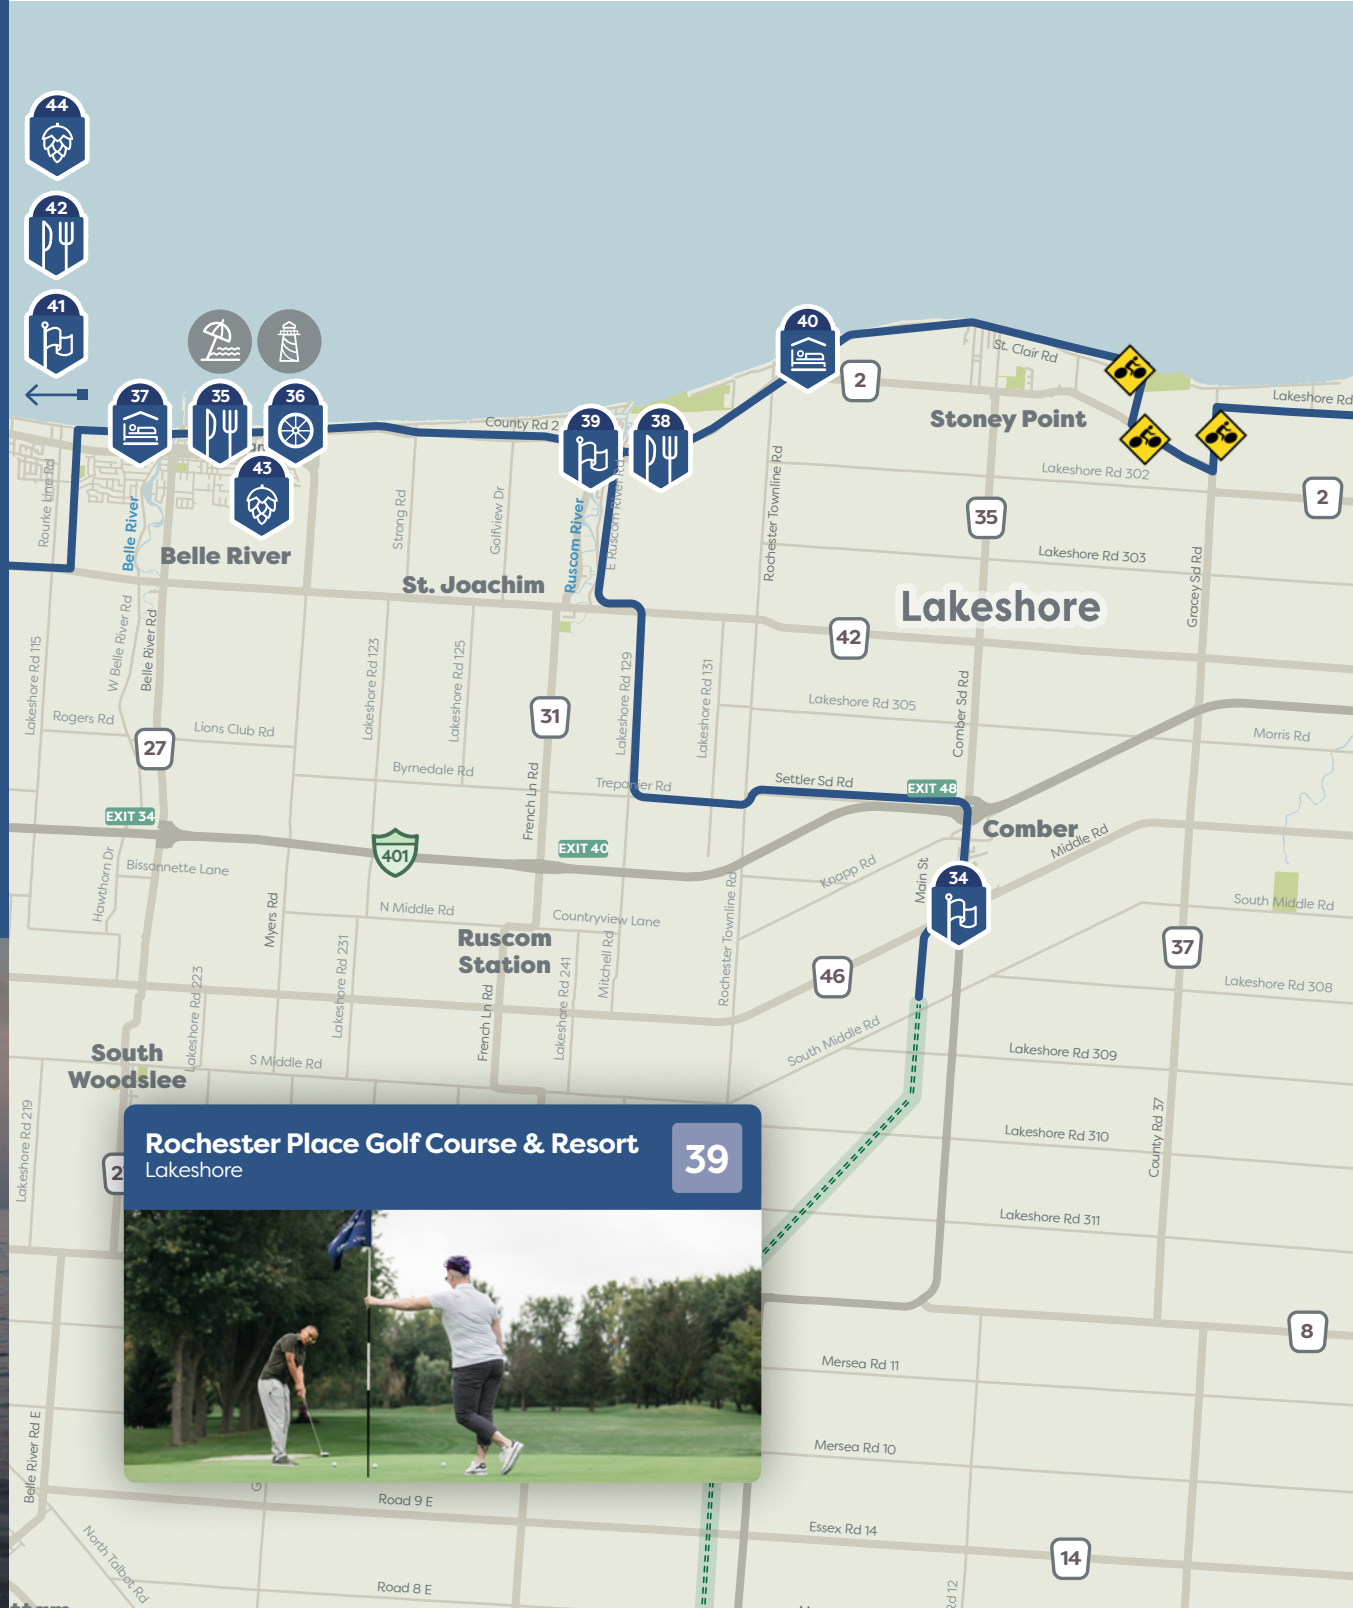 44
42
41
37
35
36
43
39
38
40
2
County Rd 2
St. Clair Rd
Lakeshore Rd
Stoney Point
Lakeshore Rd 302
2
35
Rourke Line Rd
Belle River
Belle River
Strong Rd
Golfview Dr
Ruscom River
E Ruscom River Rd
Rochester Townline Rd
Lakeshore Rd 303
Gracey Sd Rd
St. Joachim
Lakeshore
42
Lakeshore Rd 115
W Belle River Rd
Belle River Rd
Lakeshore Rd 123
Lakeshore Rd 125
Lakeshore Rd 129
Lakeshore Rd 131
Lakeshore Rd 305
Comber Sd Rd
Rogers Rd
Lions Club Rd
27
31
Morris Rd
Byrnedale Rd
Trepanier Rd
Settler Sd Rd
EXIT 48
EXIT 34
French Ln Rd
EXIT 40
401
Comber
Middle Rd
Bissonnette Lane
Hawthorn Dr
Knapp Rd
Main St
34
Myers Rd
N Middle Rd
Countryview Lane
South Middle Rd
Ruscom
Station
Rochester Townline Rd
37
46
Lakeshore Rd 223
Lakeshore Rd 231
French Ln Rd
Lakeshore Rd 241
Mitchell Rd
Lakeshore Rd 308
South Middle Rd
Lakeshore Rd 309
South
Woodslee
S Middle Rd
Lakeshore Rd 219
Lakeshore Rd 310
County Rd 37
Rochester Place Golf Course & Resort
Lakeshore
39
Lakeshore Rd 311
8
Mersea Rd 11
Mersea Rd 10
Belle River Rd E
Road 9 E
Essex Rd 14
14
North Talbot Rd
Road 8 E
Rd 12